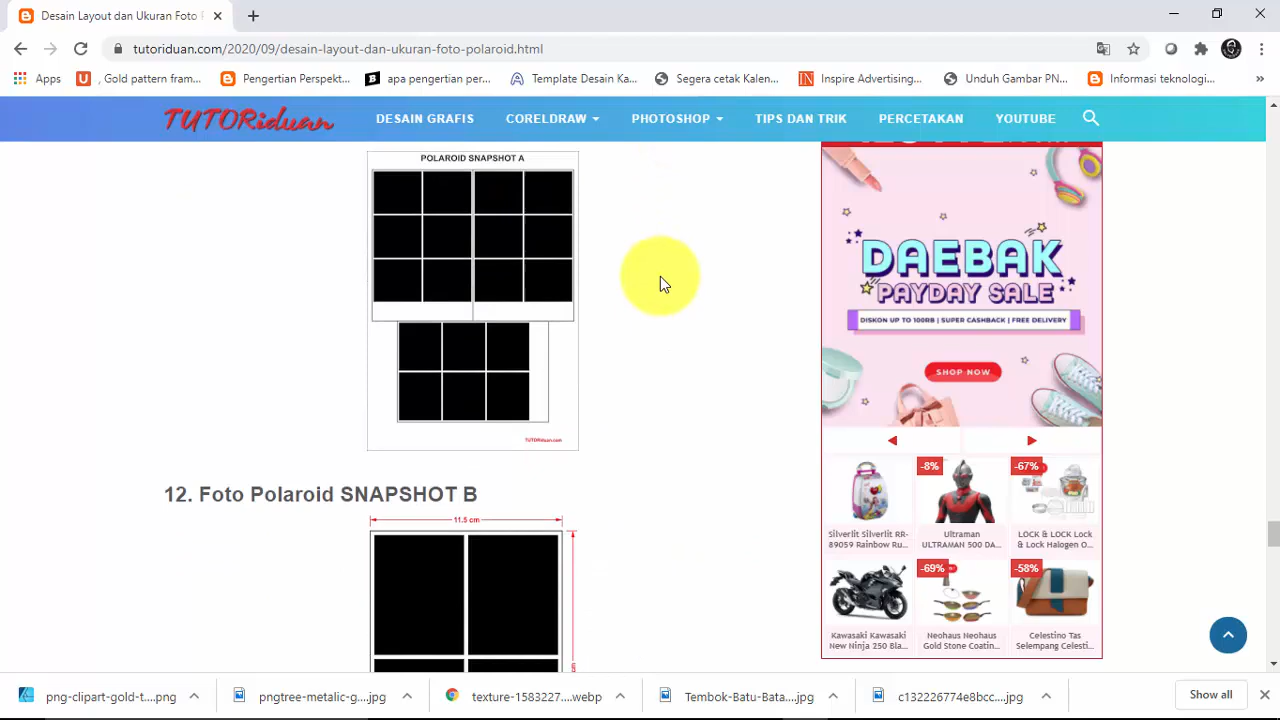 Desain Layout dan Ukuran Foto
tutoriduan.com/2020/09/desain-layout-dan-ukuran-foto-polaroid.html
Apps
, Gold pattern fram...
Pengertian Perspekt...
apa pengertian per...
Template Desain Ka...
Segera cetak Kalen...
Inspire Advertising...
Unduh Gambar PN...
Informasi teknologi...
»
TUTORiduan
DESAIN GRAFIS
CORELDRAW
PHOTOSHOP
TIPS DAN TRIK
PERCETAKAN
YOUTUBE
POLAROID SNAPSHOT A
TUTORiduan.com
12. Foto Polaroid SNAPSHOT B
11.5 cm
DAEBAK
PAYDAY SALE
DISKON UP TO 100RB | SUPER CASHBACK | FREE DELIVERY
SHOP NOW
-8%
-67%
Silverlit Silverlit RR-
89059 Rainbow Ru...
Ultraman
ULTRAMAN 500 DA...
LOCK & LOCK Lock
& Lock Halogen O...
-69%
-58%
Kawasaki Kawasaki
New Ninja 250 Bla...
Neohaus Neohaus
Gold Stone Coatin...
Celestino Tas
Selempang Celesti...
png-clipart-gold-t....png
pngtree-metalic-g....jpg
texture-1583227....webp
Tembok-Batu-Bata....jpg
c132226774e8bcc....jpg
Show all